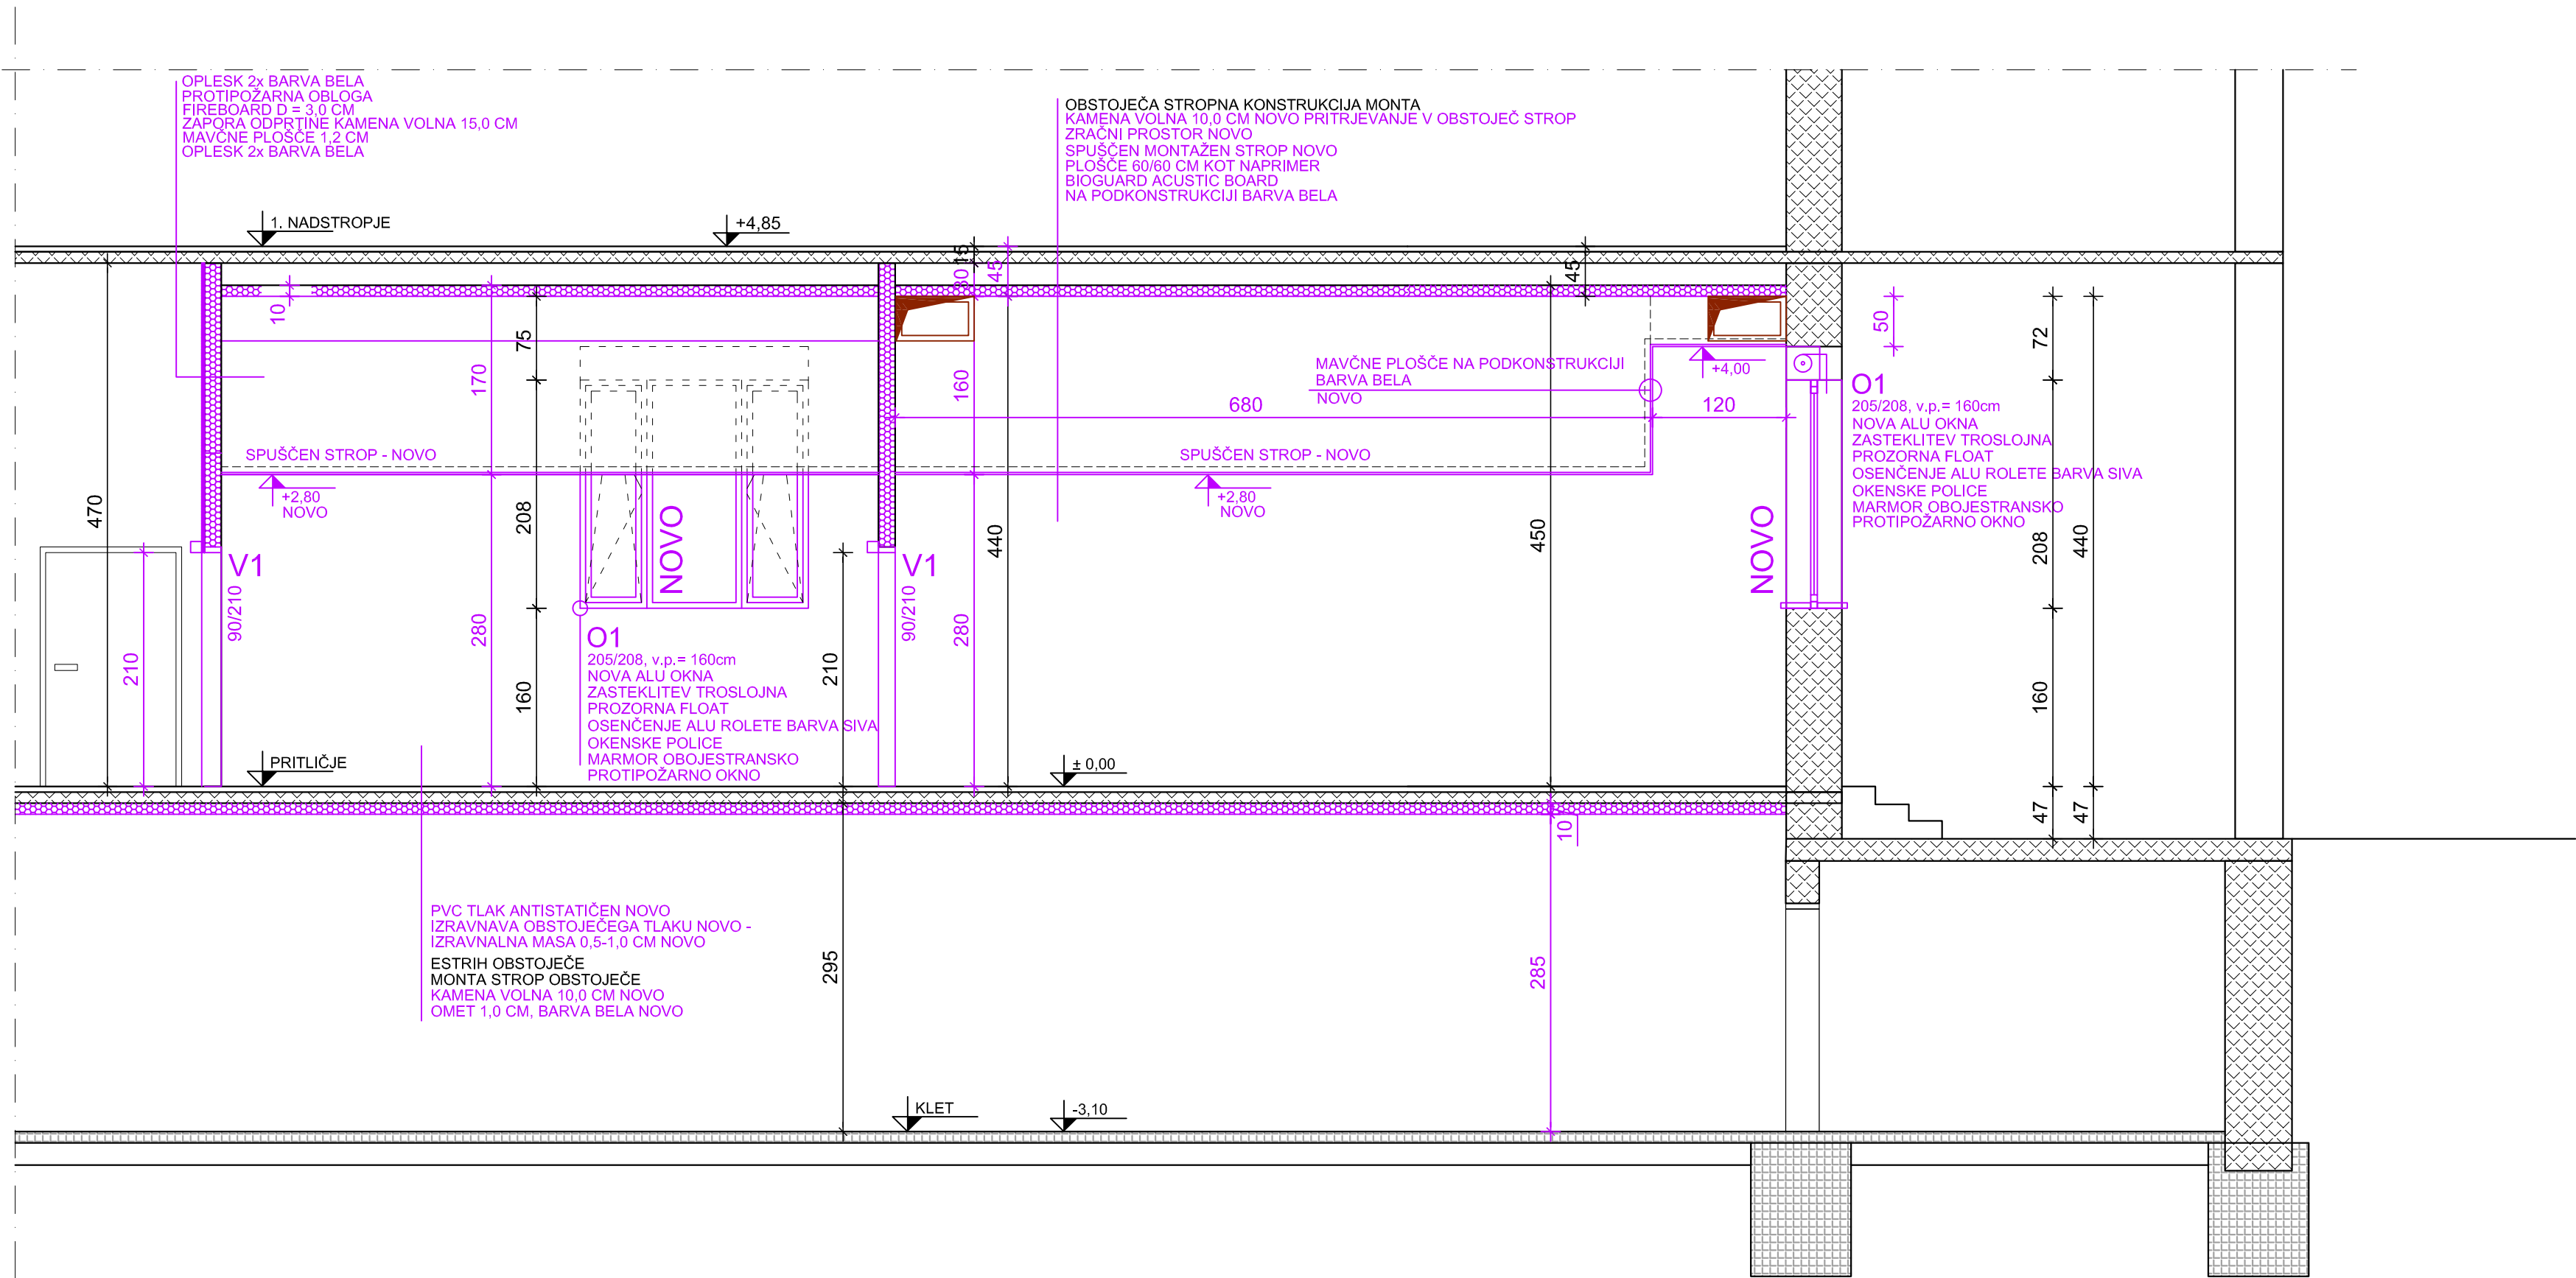 OPLESK 2x BARVA BELA
PROTIPOŽARNA OBLOGA
FIREBOARD D = 3,0 CM
ZAPORA ODPRTINE KAMENA VOLNA 15,0 CM
MAVČNE PLOŠČE 1,2 CM
OPLESK 2x BARVA BELA
OBSTOJEČA STROPNA KONSTRUKCIJA MONTA
KAMENA VOLNA 10,0 CM NOVO PRITRJEVANJE V OBSTOJEČ STROP
ZRAČNI PROSTOR NOVO
SPUŠČEN MONTAŽEN STROP NOVO
PLOŠČE 60/60 CM KOT NAPRIMER
BIOGUARD ACUSTIC BOARD
NA PODKONSTRUKCIJI BARVA BELA
1. NADSTROPJE
+4,85
15
30
45
45
10
75
170
160
72
50
MAVČNE PLOŠČE NA PODKONSTRUKCIJI
BARVA BELA
NOVO
+4,00
680
120
O1
205/208, v.p.= 160cm
NOVA ALU OKNA
ZASTEKLITEV TROSLOJNA
PROZORNA FLOAT
OSENČENJE ALU ROLETE BARVA SIVA
OKENSKE POLICE
MARMOR OBOJESTRANSKO
PROTIPOŽARNO OKNO
SPUŠČEN STROP - NOVO
+2,80
NOVO
SPUŠČEN STROP - NOVO
+2,80
NOVO
470
208
NOVO
440
450
NOVO
208
440
V1
90/210
V1
90/210
210
280
160
210
280
160
O1
205/208, v.p.= 160cm
NOVA ALU OKNA
ZASTEKLITEV TROSLOJNA
PROZORNA FLOAT
OSENČENJE ALU ROLETE BARVA SIVA
OKENSKE POLICE
MARMOR OBOJESTRANSKO
PROTIPOŽARNO OKNO
PRITLIČJE
± 0,00
47
47
10
PVC TLAK ANTISTATIČEN NOVO
IZRAVNAVA OBSTOJEČEGA TLAKU NOVO -
IZRAVNALNA MASA 0,5-1,0 CM NOVO
ESTRIH OBSTOJEČE
MONTA STROP OBSTOJEČE
KAMENA VOLNA 10,0 CM NOVO
OMET 1,0 CM, BARVA BELA NOVO
295
285
KLET
-3,10